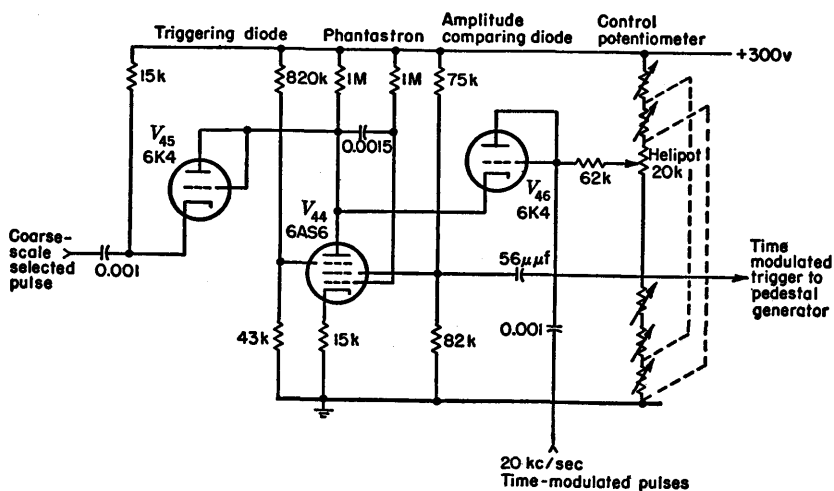 Triggering diode
Phantastron
Amplitude
comparing diode
Control
potentiometer
+300v
15k
820k
1M
1M
75k
V45
6K4
0.0015
V46
6K4
62k
Helipot
20k
V44
6AS6
Coarse-
scale
selected
pulse
0.001
56μμf
Time
modulated
trigger to
pedestal
generator
43k
15k
82k
0.001
20 kc/sec
Time-modulated pulses